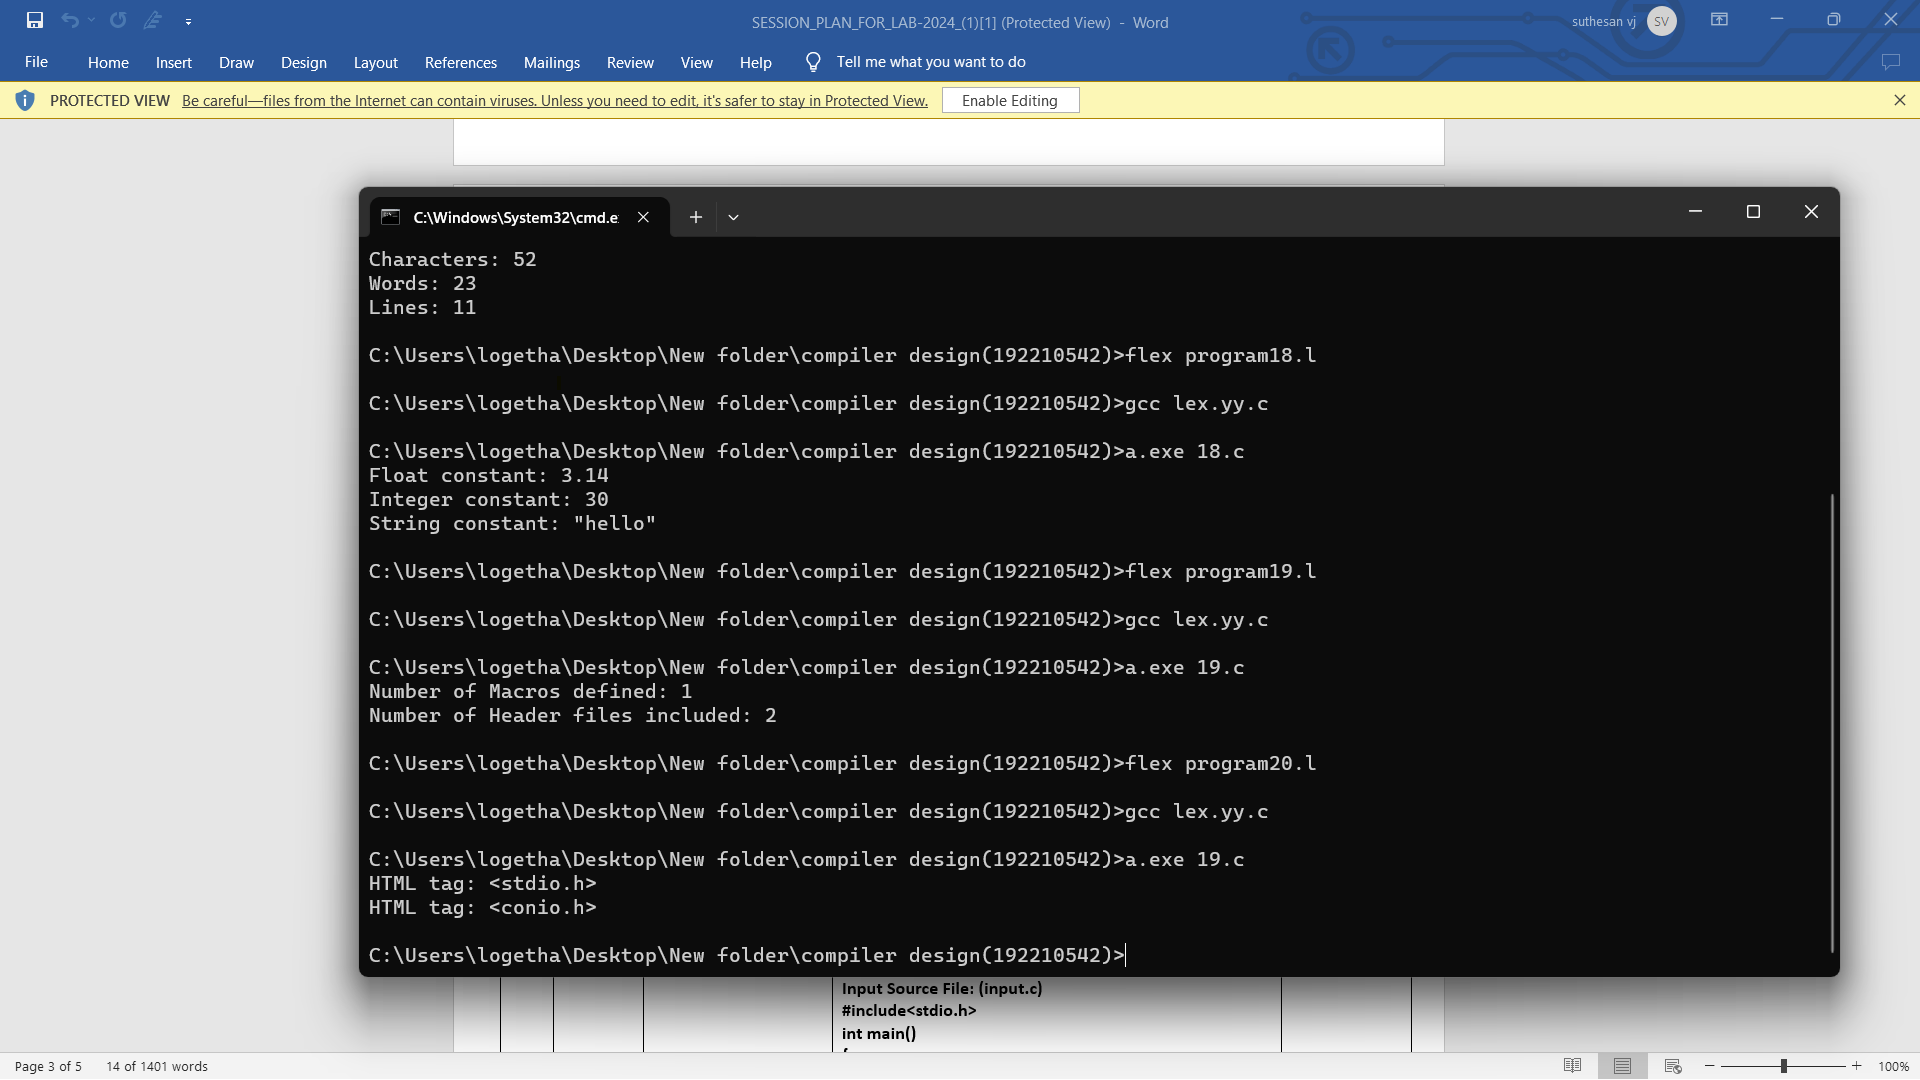 SESSION_PLAN_FOR_LAB-2024_(1)[1] (Protected View) - Word
suthesan vj
SV
File Home Insert Draw Design Layout References Mailings Review View Help Tell me what you want to do
PROTECTED VIEW Be careful—files from the Internet can contain viruses. Unless you need to edit, it's safer to stay in Protected View. Enable Editing
C:\Windows\System32\cmd.e
Characters: 52
Words: 23
Lines: 11
C:\Users\logetha\Desktop\New folder\compiler design(192210542)>flex program18.l
C:\Users\logetha\Desktop\New folder\compiler design(192210542)>gcc lex.yy.c
C:\Users\logetha\Desktop\New folder\compiler design(192210542)>a.exe 18.c
Float constant: 3.14
Integer constant: 30
String constant: "hello"
C:\Users\logetha\Desktop\New folder\compiler design(192210542)>flex program19.l
C:\Users\logetha\Desktop\New folder\compiler design(192210542)>gcc lex.yy.c
C:\Users\logetha\Desktop\New folder\compiler design(192210542)>a.exe 19.c
Number of Macros defined: 1
Number of Header files included: 2
C:\Users\logetha\Desktop\New folder\compiler design(192210542)>flex program20.l
C:\Users\logetha\Desktop\New folder\compiler design(192210542)>gcc lex.yy.c
C:\Users\logetha\Desktop\New folder\compiler design(192210542)>a.exe 19.c
HTML tag: <stdio.h>
HTML tag: <conio.h>
C:\Users\logetha\Desktop\New folder\compiler design(192210542)>
Input Source File: (input.c)
#include<stdio.h>
int main()
Page 3 of 5 14 of 1401 words
100%